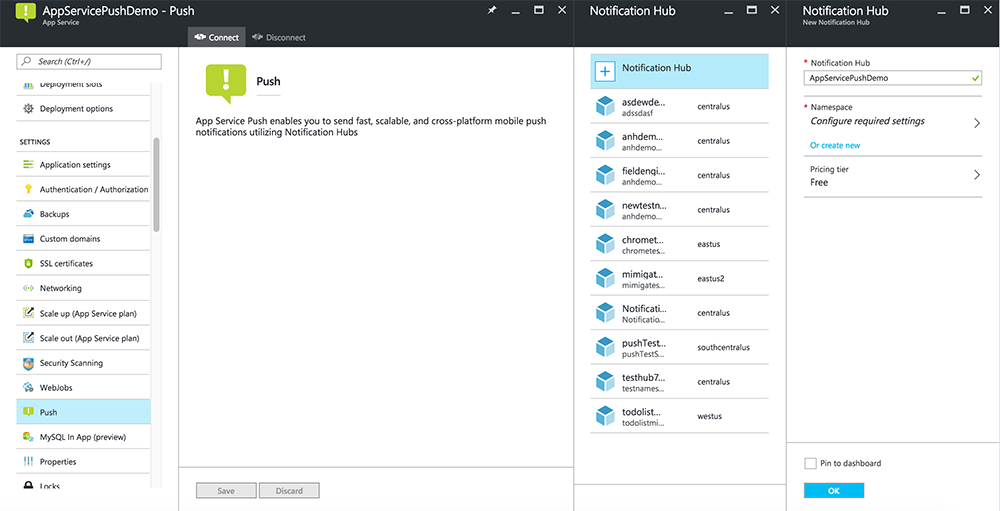 AppServicePushDemo - Push
App Service
Connect
Disconnect
Search (Ctrl+/)
Deployment slots
Deployment options
SETTINGS
Application settings
Authentication / Authorization
Backups
Custom domains
SSL certificates
Networking
Scale up (App Service plan)
Scale out (App Service plan)
Security Scanning
WebJobs
Push
MySQL In App (preview)
Properties
Locks
Push
App Service Push enables you to send fast, scalable, and cross-platform mobile push
notifications utilizing Notification Hubs
Save
Discard
Notification Hub
Notification Hub
asdewde...
adssdasf
centralus
anhdem...
anhdemo...
centralus
fieldenqi...
anhdemo...
centralus
newtestn...
anhdemo...
centralus
chromet...
chrometes...
eastus
mimigat...
mimigates...
eastus2
Notificati...
Notificatio...
centralus
pushTest...
pushTestS...
southcentralus
testhub7...
testnames...
centralus
todolist...
todolistmi...
westus
Notification Hub
New Notification Hub
* Notification Hub
AppServicePushDemo
* Namespace
Configure required settings
Or create new
Pricing tier
Free
Pin to dashboard
OK